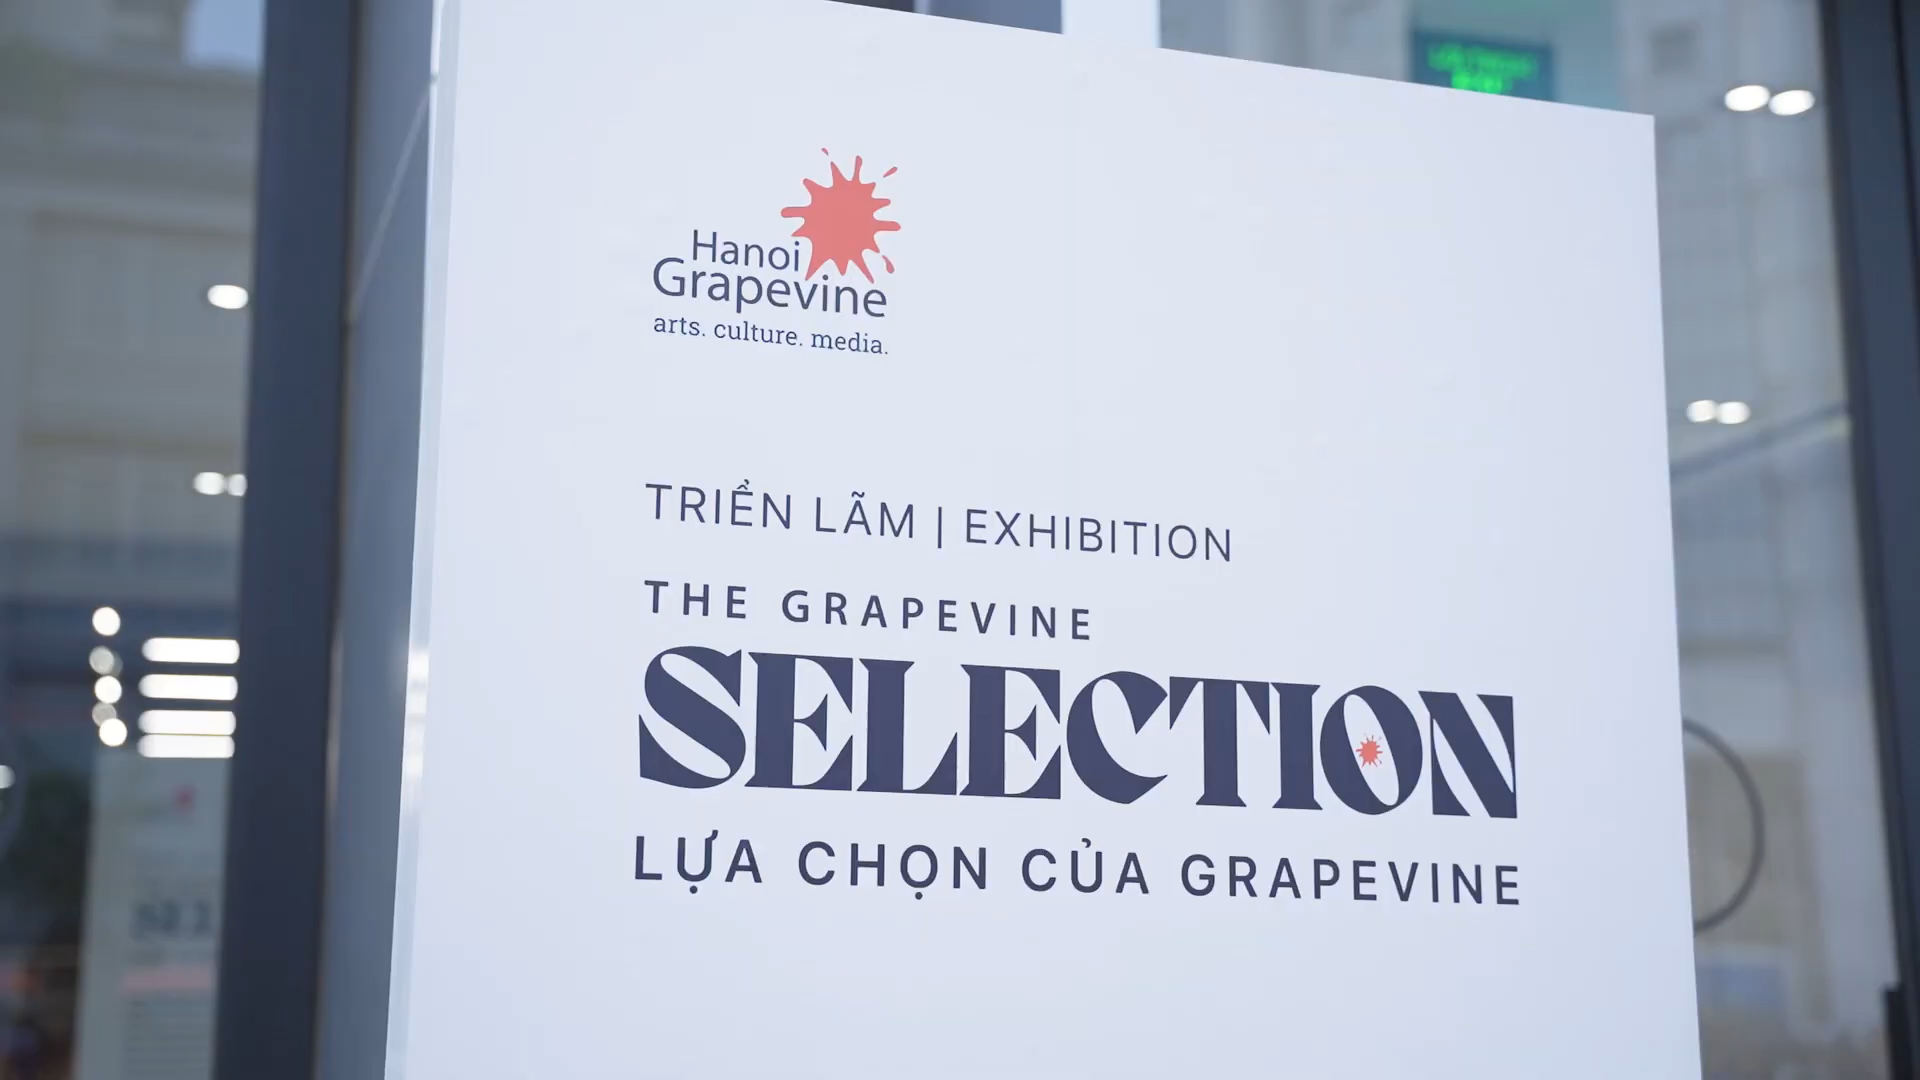 Hanoi
Grapevine
arts. culture. media.
TRIỂN LÃM | EXHIBITION
THE GRAPEVINE
SELECTION
LỰA CHỌN CỦA GRAPEVINE